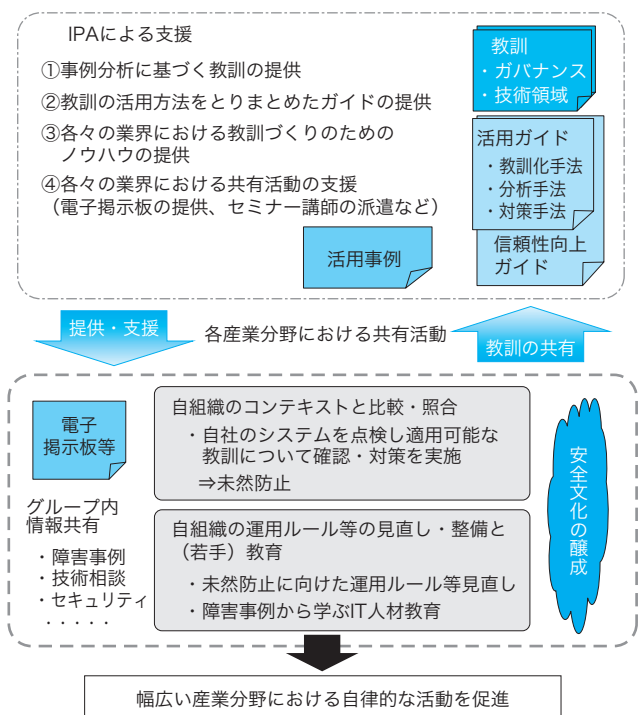 IPAによる支援
①事例分析に基づく教訓の提供
②教訓の活用方法をとりまとめたガイドの提供
③各々の業界における教訓づくりのための
ノウハウの提供
④各々の業界における共有活動の支援
（電子掲示板の提供、セミナー講師の派遣など）
教訓
・ガバナンス
・技術領域
活用ガイド
・教訓化手法
・分析手法
・対策手法
信頼性向上
ガイド
活用事例
提供・支援
各産業分野における共有活動
教訓の共有
電子
掲示板等
グループ内
情報共有
・障害事例
・技術相談
・セキュリティ
・・・・・
自組織のコンテキストと比較・照合
・自社のシステムを点検し適用可能な
教訓について確認・対策を実施
⇒未然防止
自組織の運用ルール等の見直し・整備と
（若手）教育
・未然防止に向けた運用ルール等見直し
・障害事例から学ぶIT人材教育
安全文化の醸成
幅広い産業分野における自律的な活動を促進